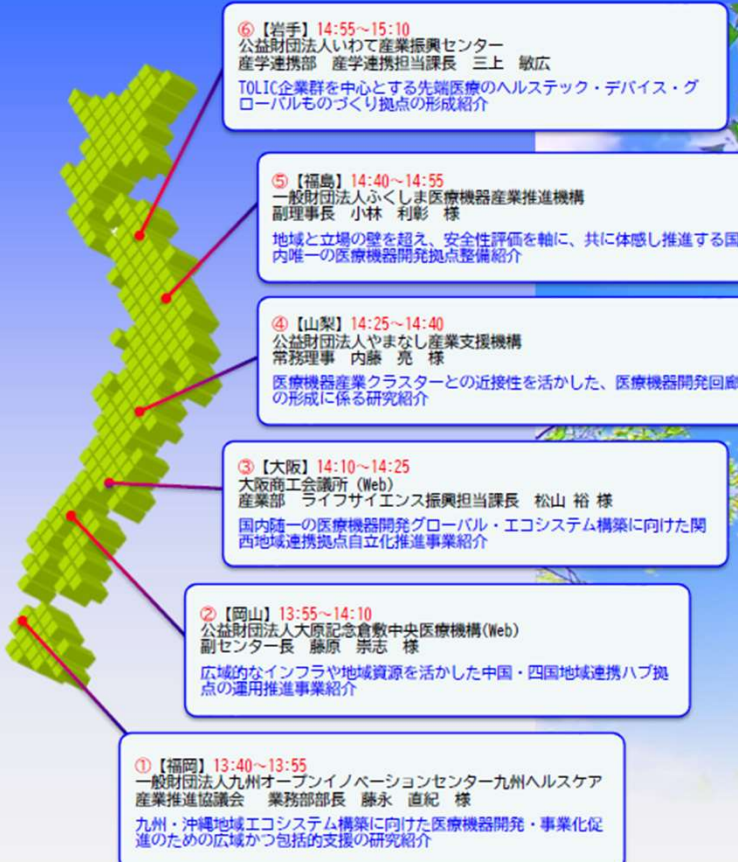 ⑥【岩手】14:55~15:10
公益財団法人いわて産業振興センター
産学連携部 産学連携担当課長 三上 敏広
TOLIC企業群を中心とする先端医療のヘルステック・デバイス・グ
ローバルものづくり拠点の形成紹介
⑤【福島】14:40~14:55
一般財団法人ふくしま医療機器産業推進機構
副理事長 小林 利彰 様
地域と立場の壁を超え、安全性評価を軸に、共に体感し推進する国
内唯一の医療機器開発拠点整備紹介
④【山梨】14:25~14:40
公益財団法人やまなし産業支援機構
常務理事 内藤 亮 様
医療機器産業クラスターとの近接性を活かした、医療機器開発回廊
の形成に係る研究紹介
③【大阪】14:10~14:25
大阪商工会議所 (Web)
産業部 ライフサイエンス振興担当課長 松山 裕 様
国内随一の医療機器開発グローバル・エコシステム構築に向けた関
西地域連携拠点自立化推進事業紹介
②【岡山】13:55~14:10
公益財団法人大原記念倉敷中央医療機構(Web)
副センター長 藤原 崇志 様
広域的なインフラや地域資源を活かした中国・四国地域連携ハブ拠
点の運用推進事業紹介
①【福岡】13:40~13:55
一般財団法人九州オープンイノベーションセンター九州ヘルスケア
産業推進協議会 業務部部長 藤永 直紀 様
九州・沖縄地域エコシステム構築に向けた医療機器開発・事業化促
進のための広域かつ包括的支援の研究紹介